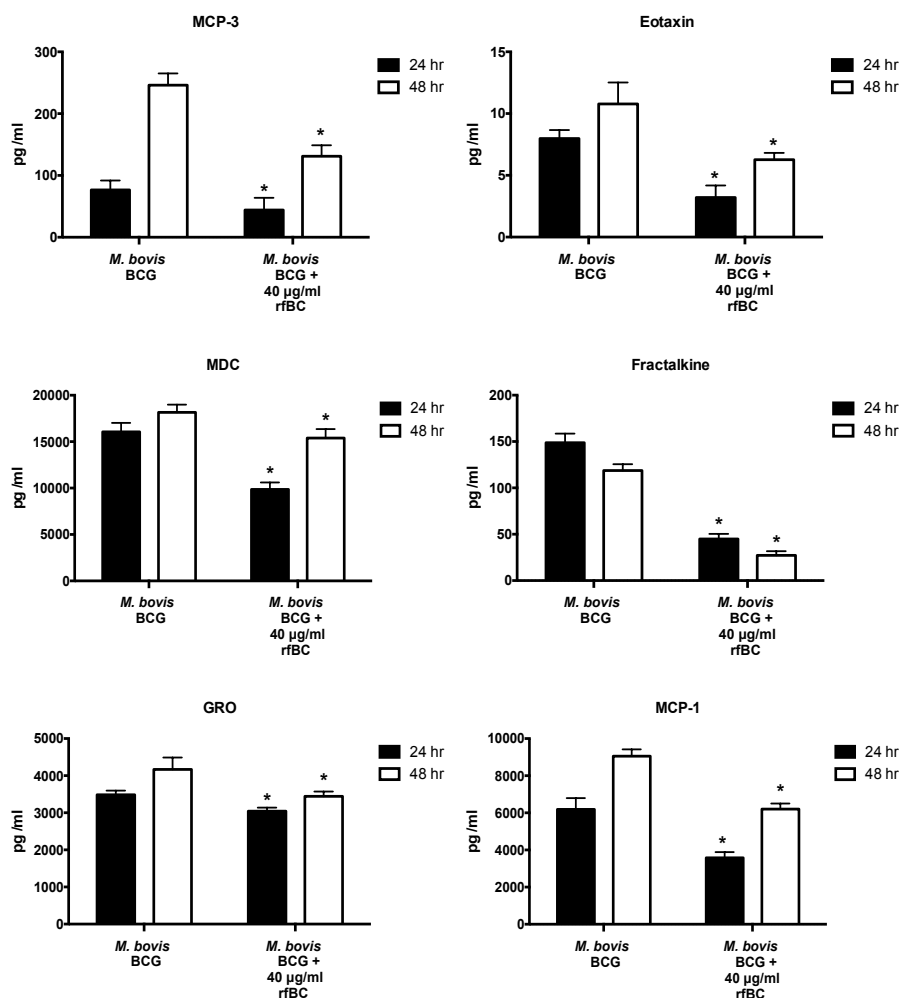 MCP-3
300
200
100
0
pg /ml
24 hr
48 hr
*
*
M. bovis
BCG
M. bovis
BCG +
40 µg/ml
rfBC
Eotaxin
15
10
5
0
pg /ml
24 hr
48 hr
*
*
M. bovis
BCG
M. bovis
BCG +
40 µg/ml
rfBC
MDC
20000
15000
10000
5000
0
pg /ml
24 hr
48 hr
*
*
M. bovis
BCG
M. bovis
BCG +
40 µg/ml
rfBC
Fractalkine
200
150
100
50
0
pg /ml
24 hr
48 hr
*
*
M. bovis
BCG
M. bovis
BCG +
40 µg/ml
rfBC
GRO
5000
4000
3000
2000
1000
0
pg /ml
24 hr
48 hr
*
*
M. bovis
BCG
M. bovis
BCG +
40 µg/ml
rfBC
MCP-1
10000
8000
6000
4000
2000
0
pg /ml
24 hr
48 hr
*
*
M. bovis
BCG
M. bovis
BCG +
40 µg/ml
rfBC